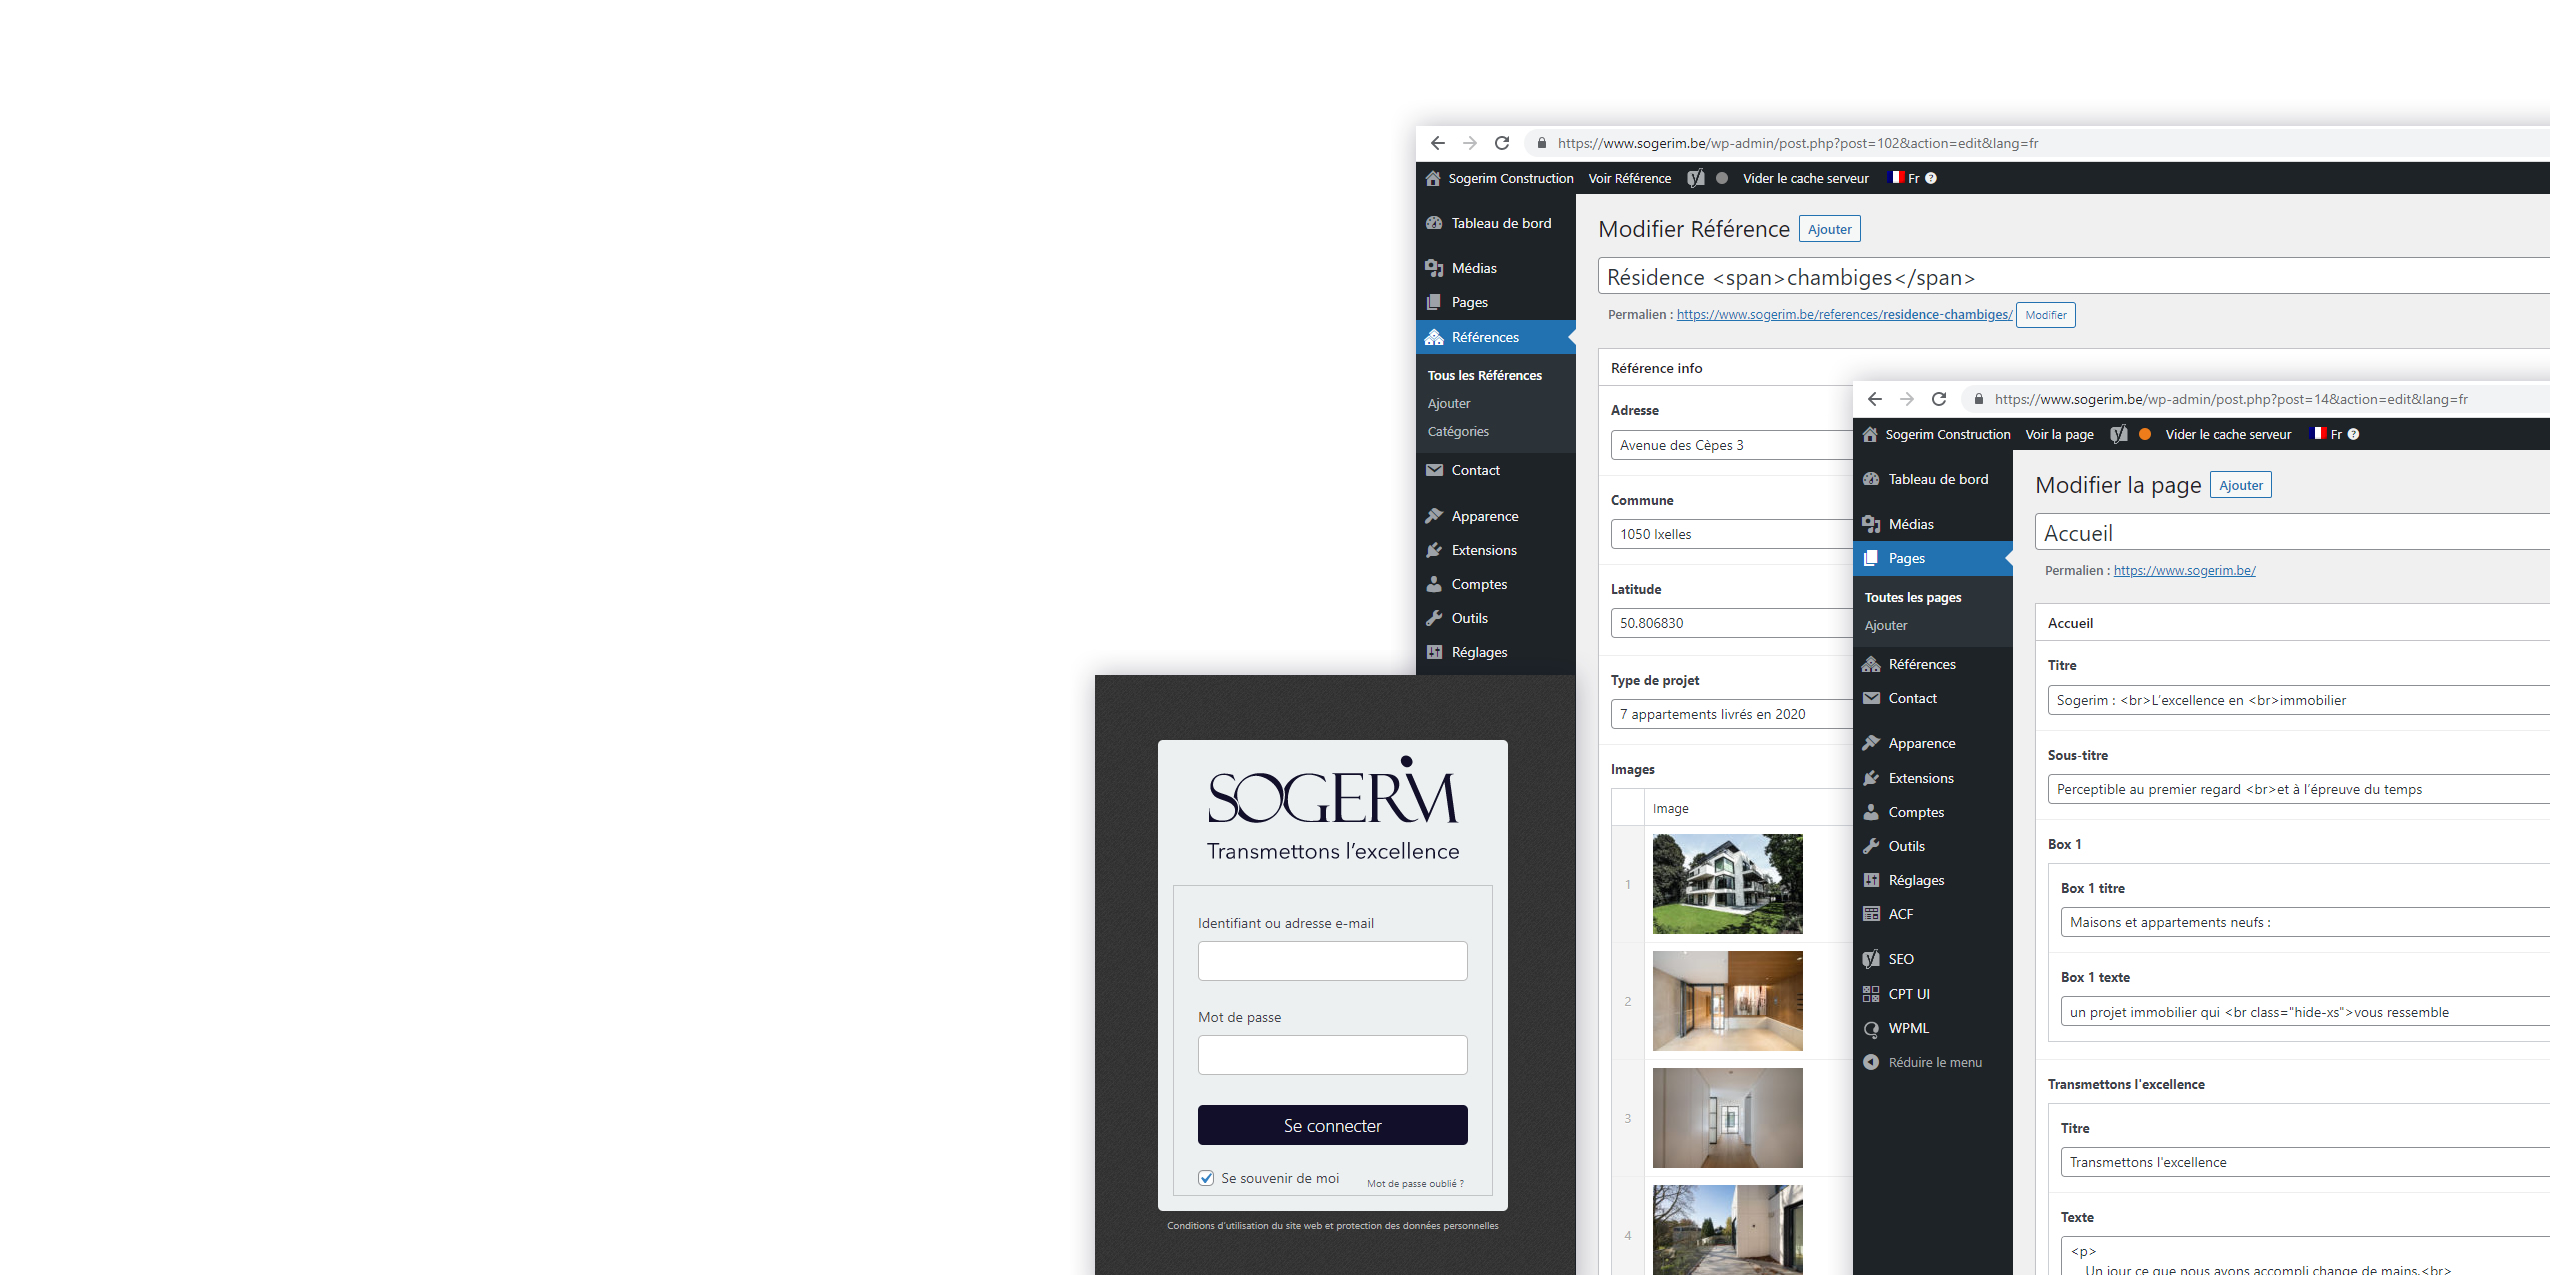 https://www.sogerim.be/wp-admin/post.php?post=102&action=edit&lang=fr
Sogerim Construction Voir Référence Vider le cache serveur Fr ?
Tableau de bord
Médias
Pages
Références
Tous les Références
Ajouter
Catégories
Contact
Apparence
Extensions
Comptes
Outils
Réglages
Modifier Référence Ajouter
Résidence <span>chambiges</span>
Permalien : https://www.sogerim.be/references/residence-chambiges/ Modifier
Référence info
Adresse
Avenue des Cèpes 3
Commune
1050 Ixelles
Latitude
50.806830
Type de projet
7 appartements livrés en 2020
Images
Image
1
2
3
4
https://www.sogerim.be/wp-admin/post.php?post=14&action=edit&lang=fr
Sogerim Construction Voir la page Vider le cache serveur Fr ?
Tableau de bord
Médias
Pages
Toutes les pages
Ajouter
Références
Contact
Apparence
Extensions
Comptes
Outils
Réglages
ACF
SEO
CPT UI
WPML
Réduire le menu
Modifier la page Ajouter
Accueil
Permalien : https://www.sogerim.be/
Accueil
Titre
Sogerim : <br>L'excellence en <br>immobilier
Sous-titre
Perceptible au premier regard <br>et à l'épreuve du temps
Box 1
Box 1 titre
Maisons et appartements neufs :
Box 1 texte
un projet immobilier qui <br class="hide-xs">vous ressemble
Transmettons l'excellence
Titre
Transmettons l'excellence
Texte
<p>
Un jour ce que nous avons accompli change de mains.<br>
SOGERIM
Transmettons l'excellence
Identifiant ou adresse e-mail
Mot de passe
Se connecter
Se souvenir de moi Mot de passe oublié ?
Conditions d'utilisation du site web et protection des données personnelles